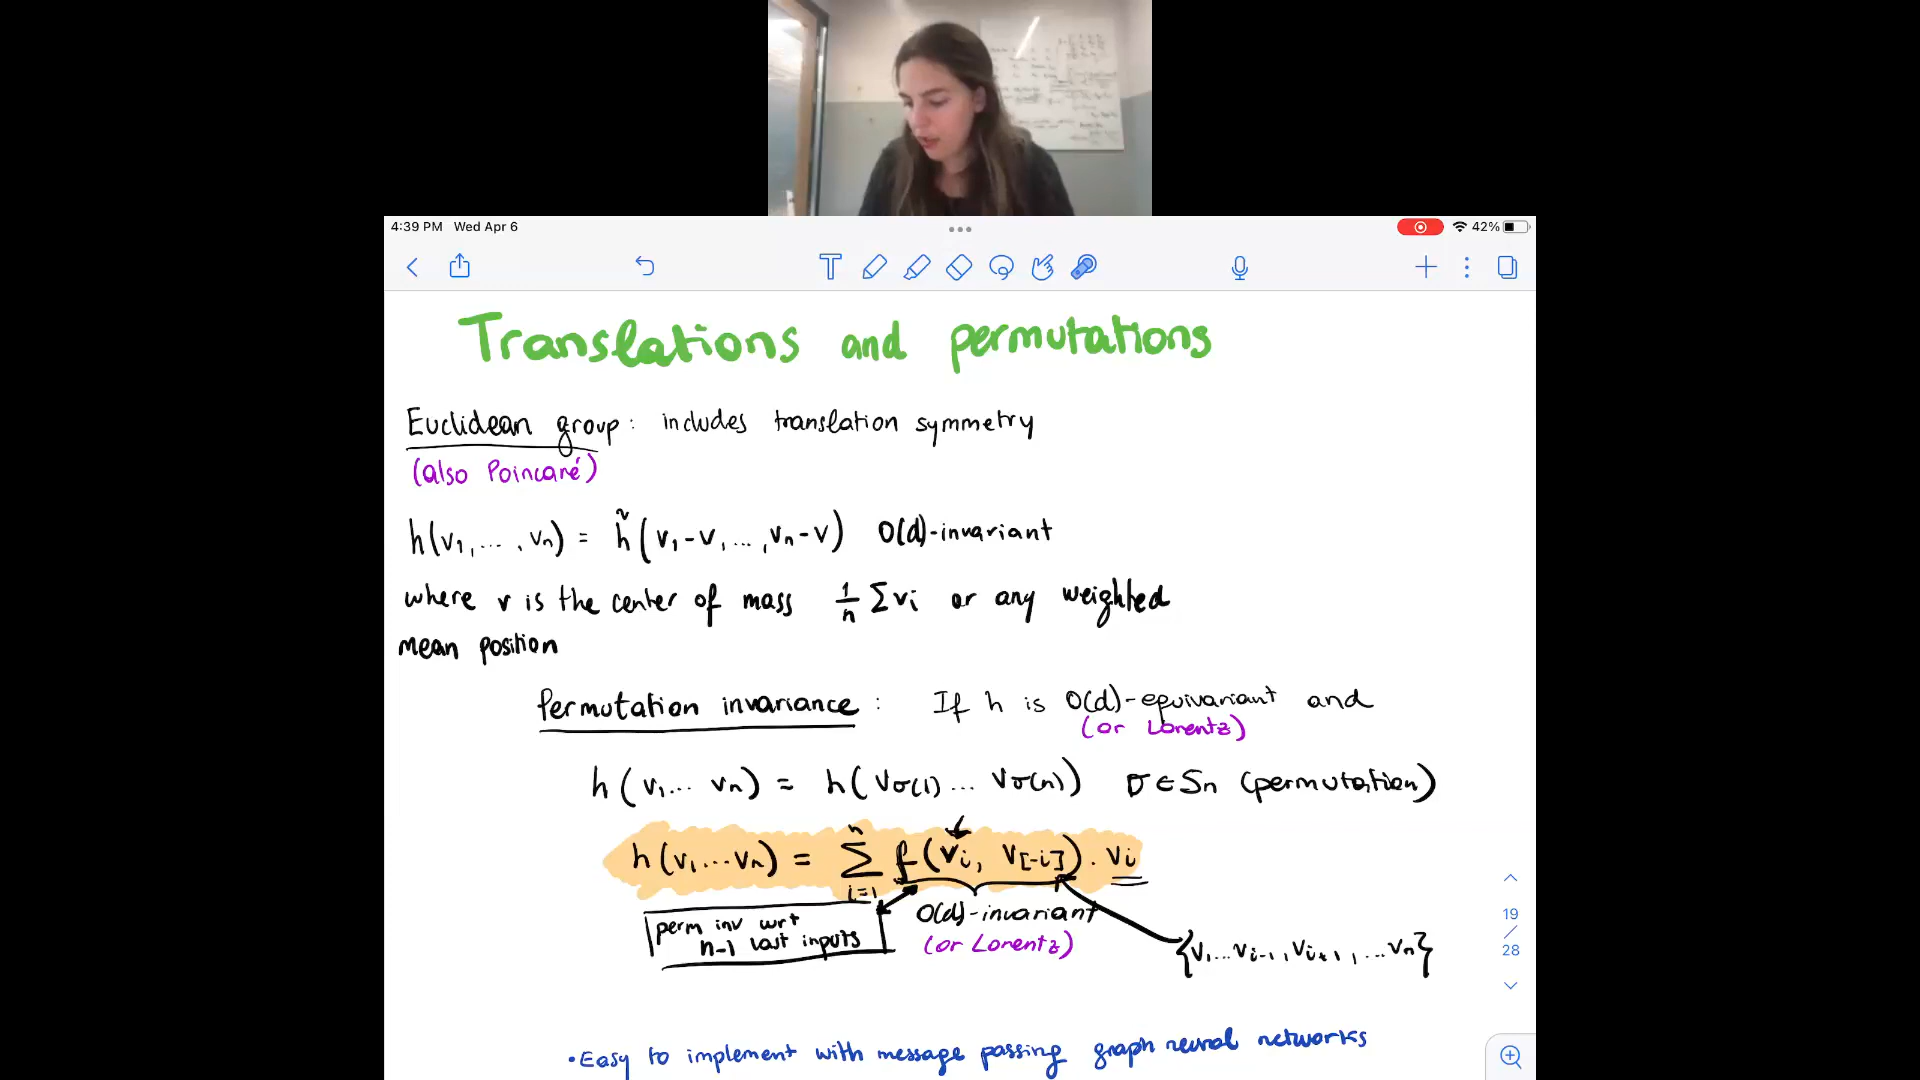 4:39 PM Wed Apr 6
42%
Translations and permutations
Euclidean group: includes translation symmetry
(also Poincaré)
h(v₁,...,vₙ) = h̃(v₁-v,...,vₙ-v) O(d)-invariant
where v is the center of mass 1/n Σvi or any weighted
mean position
Permutation invariance: If h is O(d)-equivariant and
(or Lorentz)
h(v₁... vₙ) = h(vσ(1)... vσ(n)) σ∈Sn (permutation)
h(v₁...vₙ) = Σ_{i=1}^{n} f(vi, v[-i]). vi
perm inv wrt
n-1 last inputs
O(d)-invariant
(or Lorentz)
{v₁...vi-1, vi+1, ...vn}
19
/
28
•Easy to implement with message passing graph neural networks